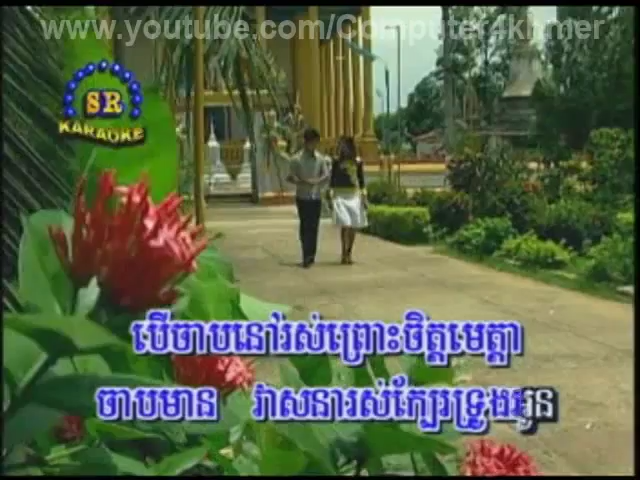 www.youtube.com/Computer4khmer
SR
KARAOKE
បើចាបនៅរស់ព្រោះចិត្តមេត្តា
ចាបមាន វាសនារស់ក្បែរទ្រូងអូន